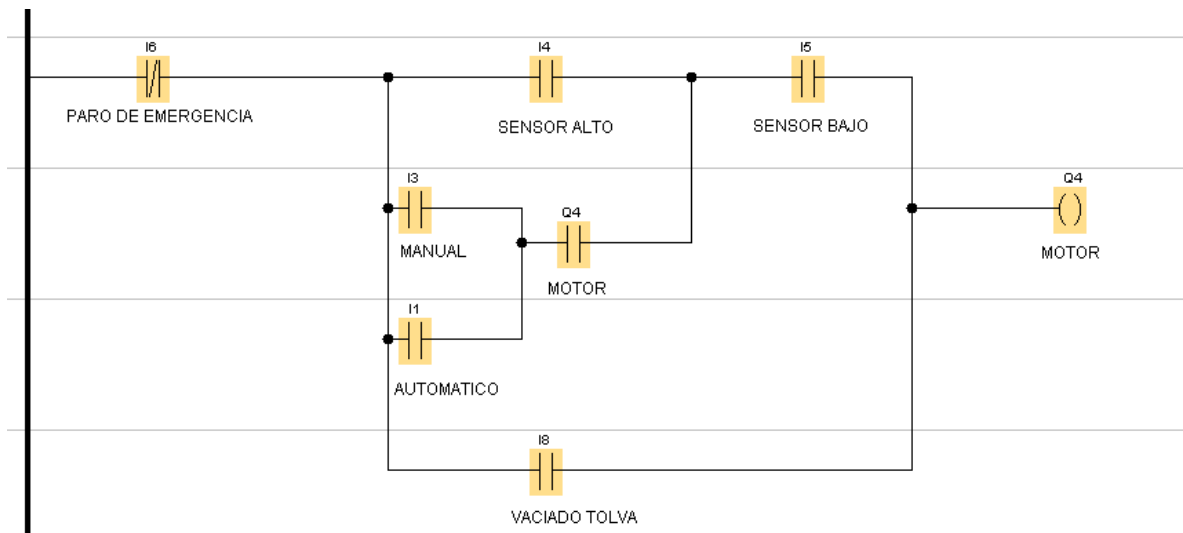 I6
I4
I5
PARO DE EMERGENCIA
SENSOR ALTO
SENSOR BAJO
I3
Q4
Q4
MANUAL
MOTOR
MOTOR
I1
AUTOMATICO
I8
VACIADO TOLVA